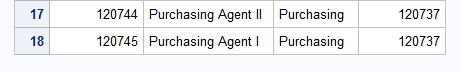 17 120744 Purchasing Agent II Purchasing 120737
18 120745 Purchasing Agent I Purchasing 120737